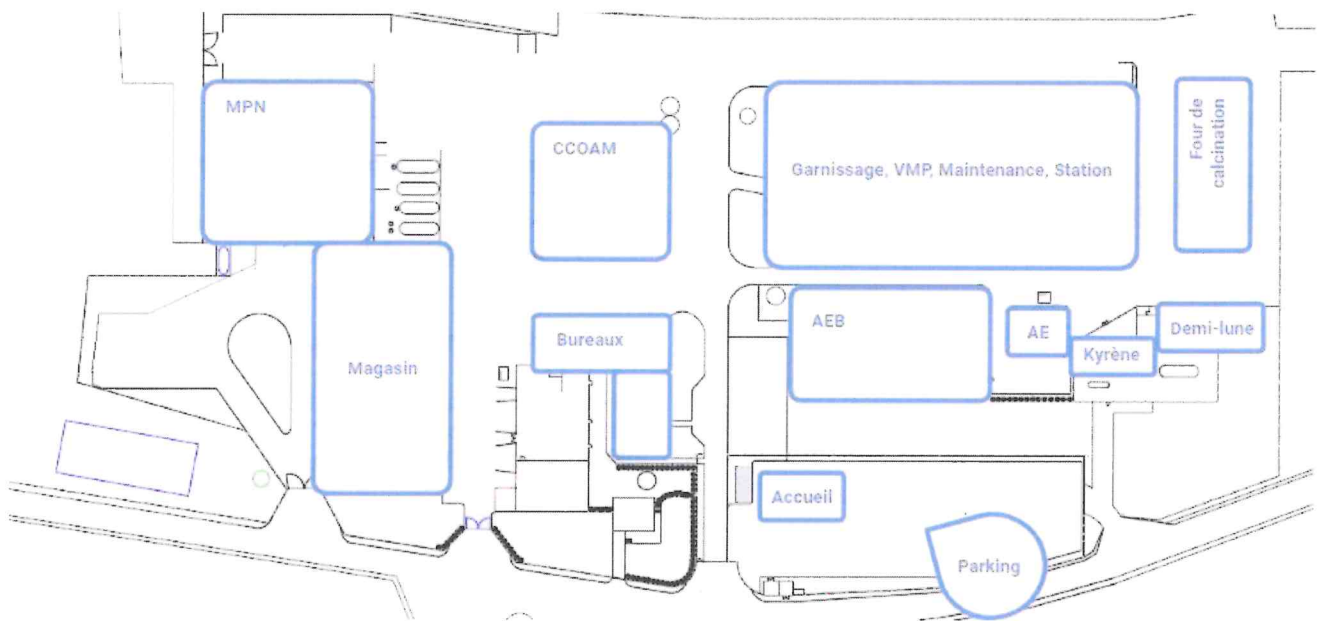 MPN
CCOAM
Garnissage, VMP, Maintenance, Station
Four de
calcination
AEB
AE
Demi-lune
Bureaux
Kyrène
Magasin
Accueil
Parking